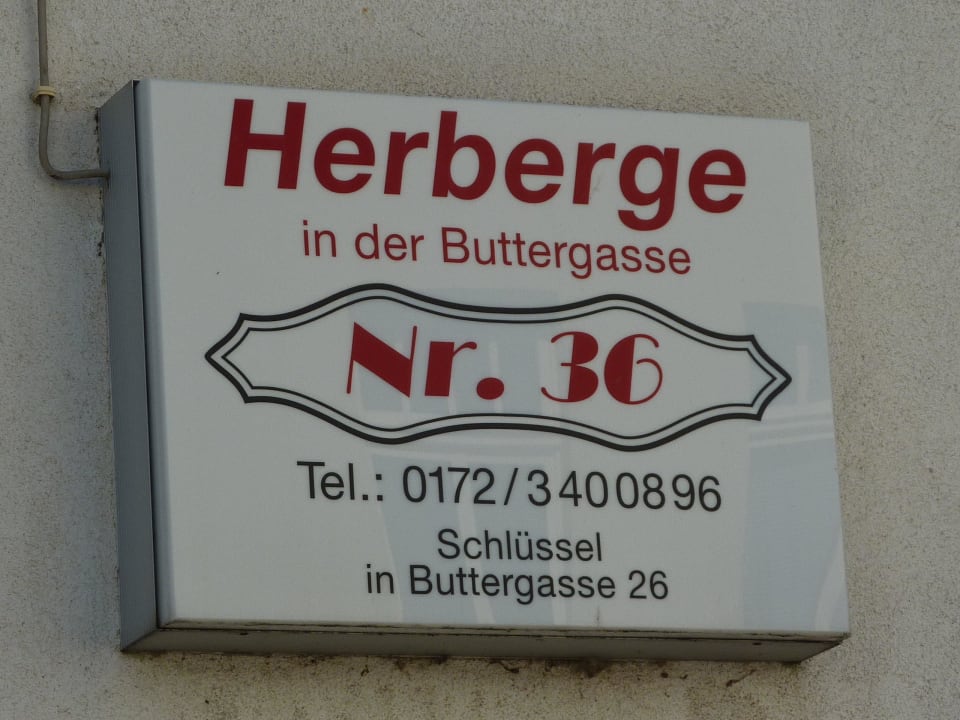 Herberge
in der Buttergasse
Nr. 36
Tel.: 0172/3400896
Schlüssel
in Buttergasse 26